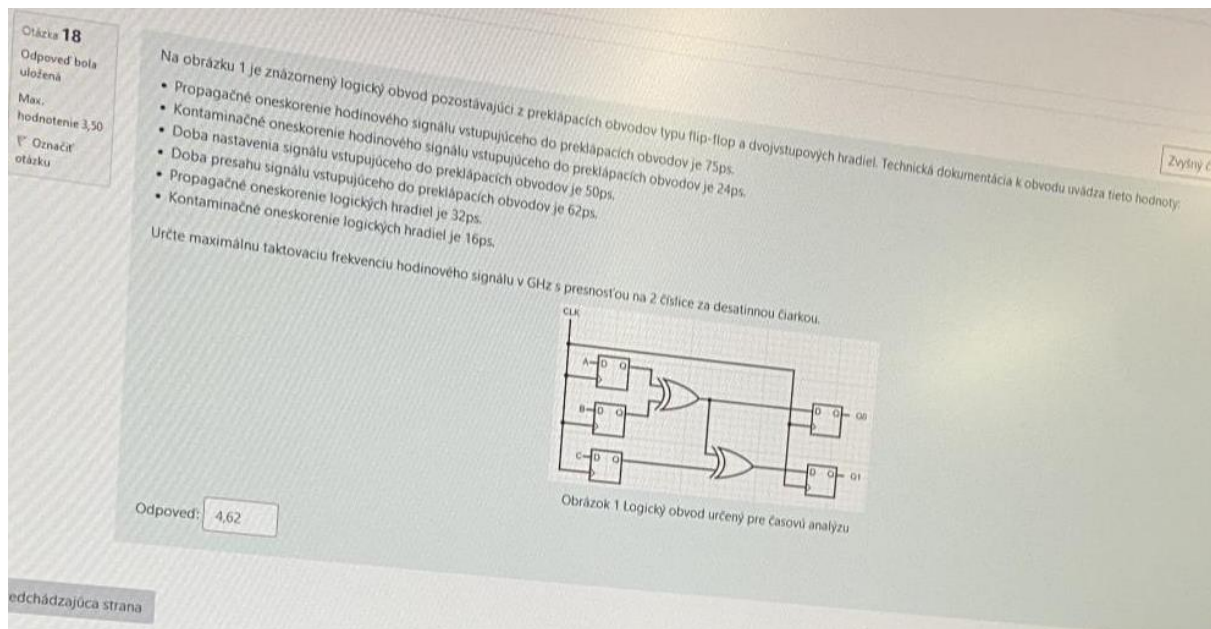 Otázka 18
Odpoveď bola
uložená
Max.
hodnotenie 3,50
Označiť
otázku
Na obrázku 1 je znázornený logický obvod pozostávajúci z preklápacích obvodov typu flip-flop a dvojvstupových hradiel. Technická dokumentácia k obvodu uvádza tieto hodnoty:
• Propagačné oneskorenie hodinového signálu vstupujúceho do preklápacích obvodov je 75ps.
• Kontaminačné oneskorenie hodinového signálu vstupujúceho do preklápacích obvodov je 24ps.
• Doba nastavenia signálu vstupujúceho do preklápacích obvodov je 50ps.
• Doba presahu signálu vstupujúceho do preklápacích obvodov je 62ps.
• Propagačné oneskorenie logických hradiel je 32ps.
• Kontaminačné oneskorenie logických hradiel je 16ps.
Určte maximálnu taktovaciu frekvenciu hodinového signálu v GHz s presnosťou na 2 číslice za desatinnou čiarkou.
Zvyšný
CLK
A D Q
B D Q
D Q Q0
C D Q
D Q Q1
Obrázok 1 Logický obvod určený pre časovú analýzu
Odpoveď: 4,62
edchádzajúca strana